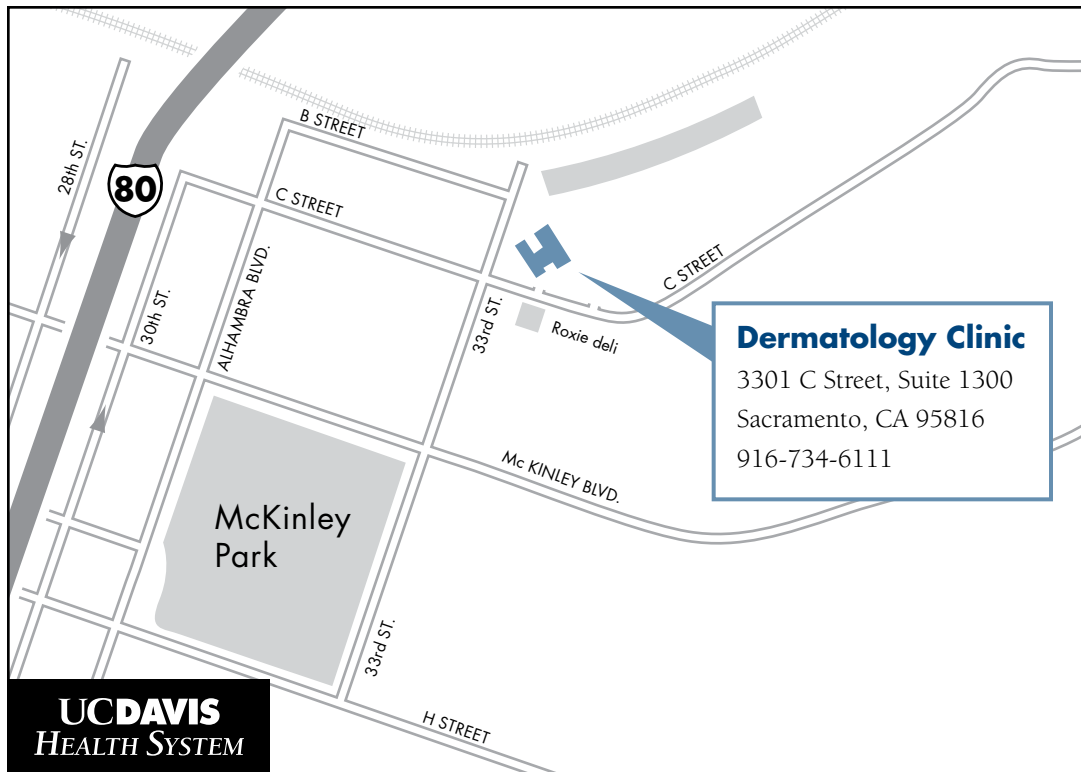 B STREET
28th ST.
80
C STREET
ALHAMBRA BLVD.
30th ST.
33rd ST.
C STREET
Roxie deli
Dermatology Clinic
3301 C Street, Suite 1300
Sacramento, CA 95816
916-734-6111
Mc KINLEY BLVD.
McKinley
Park
33rd ST.
H STREET
UCDAVIS
HEALTH SYSTEM